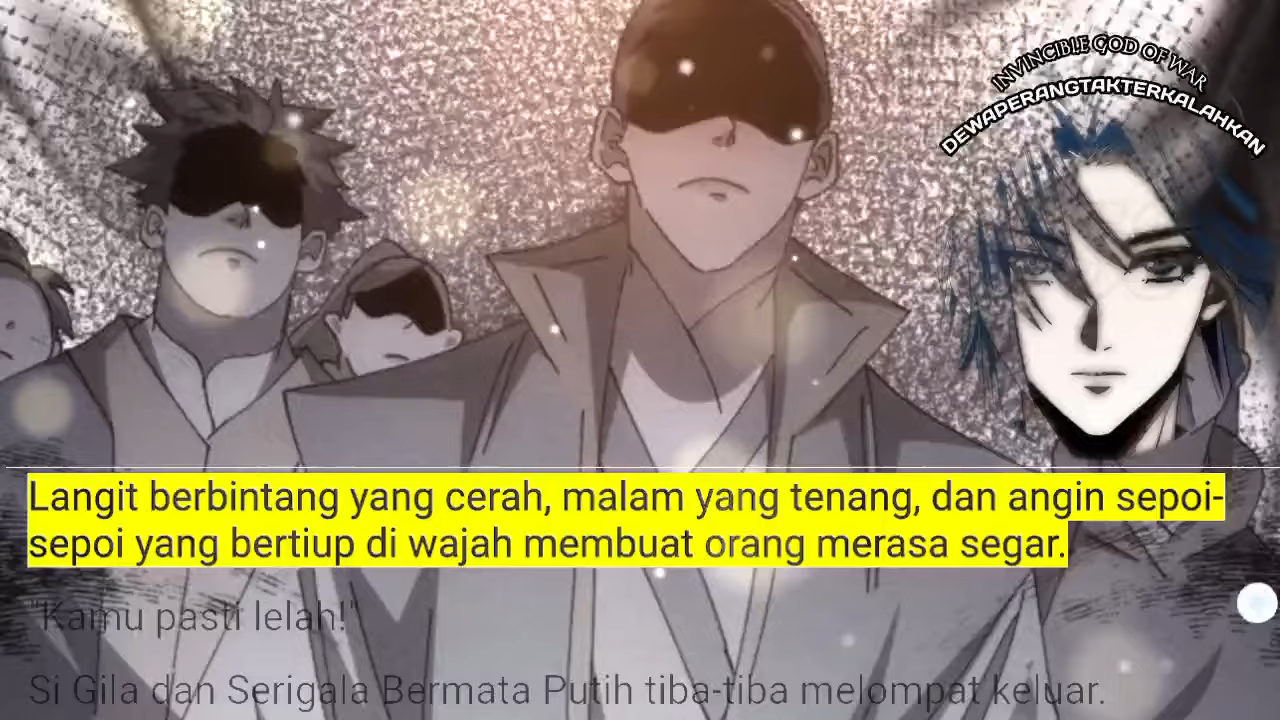 INVINCIBLE GOD OF WAR
DEWAPERANGTAKTERKALAHKAN
Langit berbintang yang cerah, malam yang tenang, dan angin sepoi-
sepoi yang bertiup di wajah membuat orang merasa segar.
"Kamu pasti lelah!"
Si Gila dan Serigala Bermata Putih tiba-tiba melompat keluar.